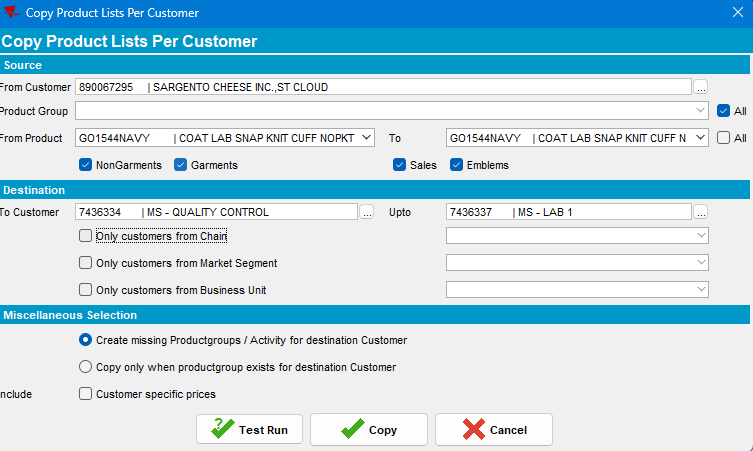 Copy Product Lists Per Customer
Copy Product Lists Per Customer
Source
From Customer 890067295 | SARGENTO CHEESE INC.,ST CLOUD ...
Product Group All
From Product GO1544NAVY | COAT LAB SNAP KNIT CUFF NOPKT To GO1544NAVY | COAT LAB SNAP KNIT CUFF N All
NonGarments Garments Sales Emblems
Destination
To Customer 7436334 | MS - QUALITY CONTROL ... Upto 7436337 | MS - LAB 1 ...
Only customers from Chain
Only customers from Market Segment
Only customers from Business Unit
Miscellaneous Selection
Create missing Productgroups / Activity for destination Customer
Copy only when productgroup exists for destination Customer
nclude Customer specific prices
? Test Run Copy Cancel